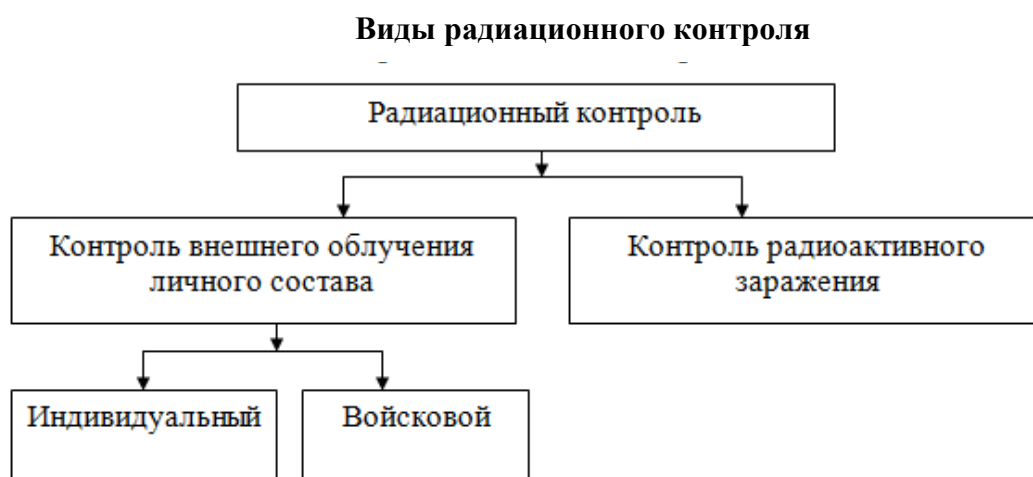 Виды радиационного контроля
Радиационный контроль
Контроль внешнего облучения
личного состава
Контроль радиоактивного
заражения
Индивидуальный
Войсковой